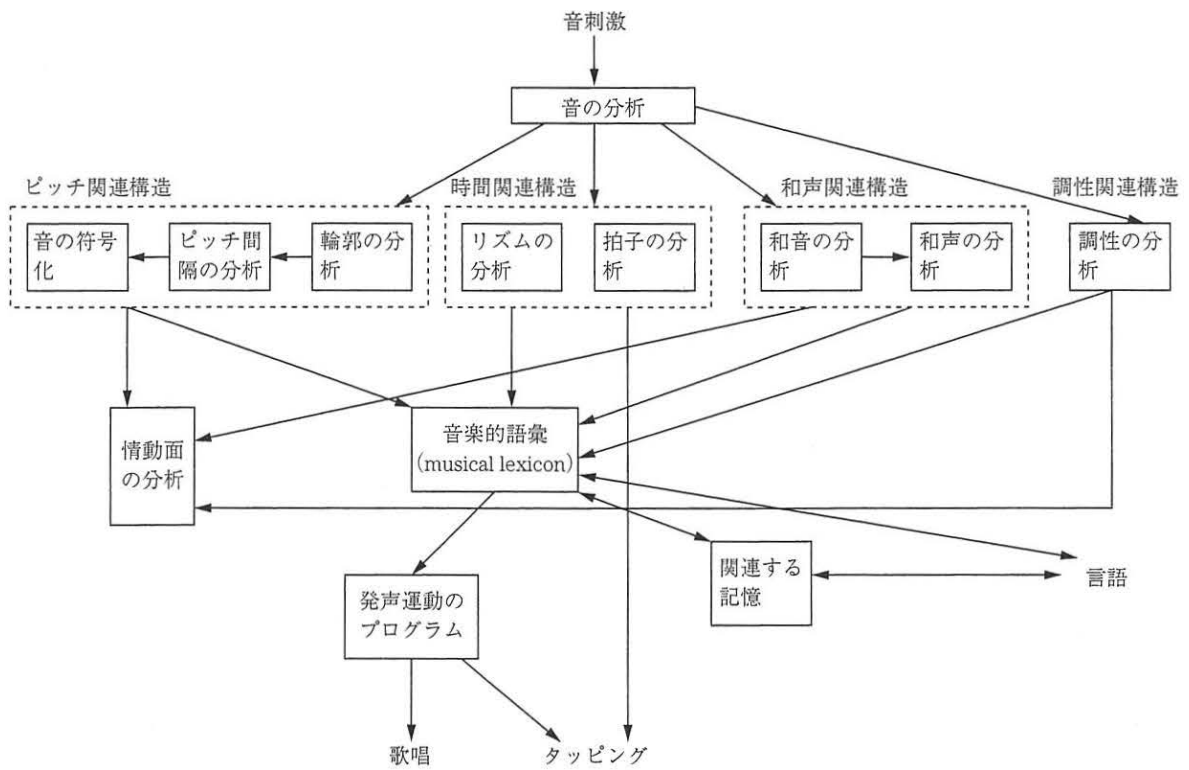 音刺激
音の分析
ピッチ関連構造
時間関連構造
和声関連構造
調性関連構造
音の符号
化
ピッチ間
隔の分析
輪郭の分
析
リズムの
分析
拍子の分
析
和音の分
析
和声の分
析
調性の分
析
情動面
の分析
音楽的語彙
(musical lexicon)
関連する
記憶
言語
発声運動の
プログラム
歌唱
タッピング